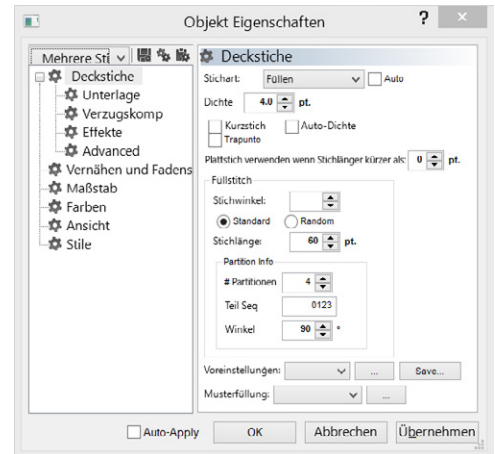 Objekt Eigenschaften
?
Mehrere Sti
Deckstiche
Unterlage
Verzugskomp
Effekte
Advanced
Vernähen und Fadens
Maßstab
Farben
Ansicht
Stile
Deckstiche
Stichart: Füllen Auto
Dichte 4.0 pt.
Kurzstich Auto-Dichte
Trapunto
Plattstich verwenden wenn Stichlänger kürzer als: 0 pt.
Fullstitch
Stichwinkel:
Standard Random
Stichlänge: 60 pt.
Partition Info
# Partitionen 4
Teil Seq 0123
Winkel 90 °
Voreinstellungen: ... Save...
Musterfüllung: ...
Auto-Apply OK Abbrechen Übernehmen